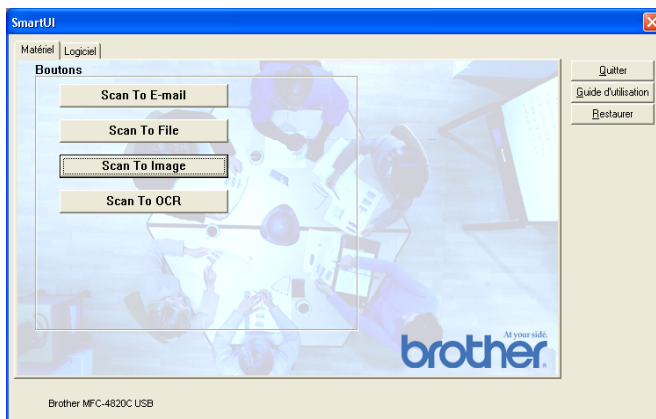 SmartUI
Matériel
Logiciel
Boutons
Scan To E-mail
Scan To File
Scan To Image
Scan To OCR
Quitter
Guide d'utilisation
Restaurer
At your side.
brother
Brother MFC-4820C USB